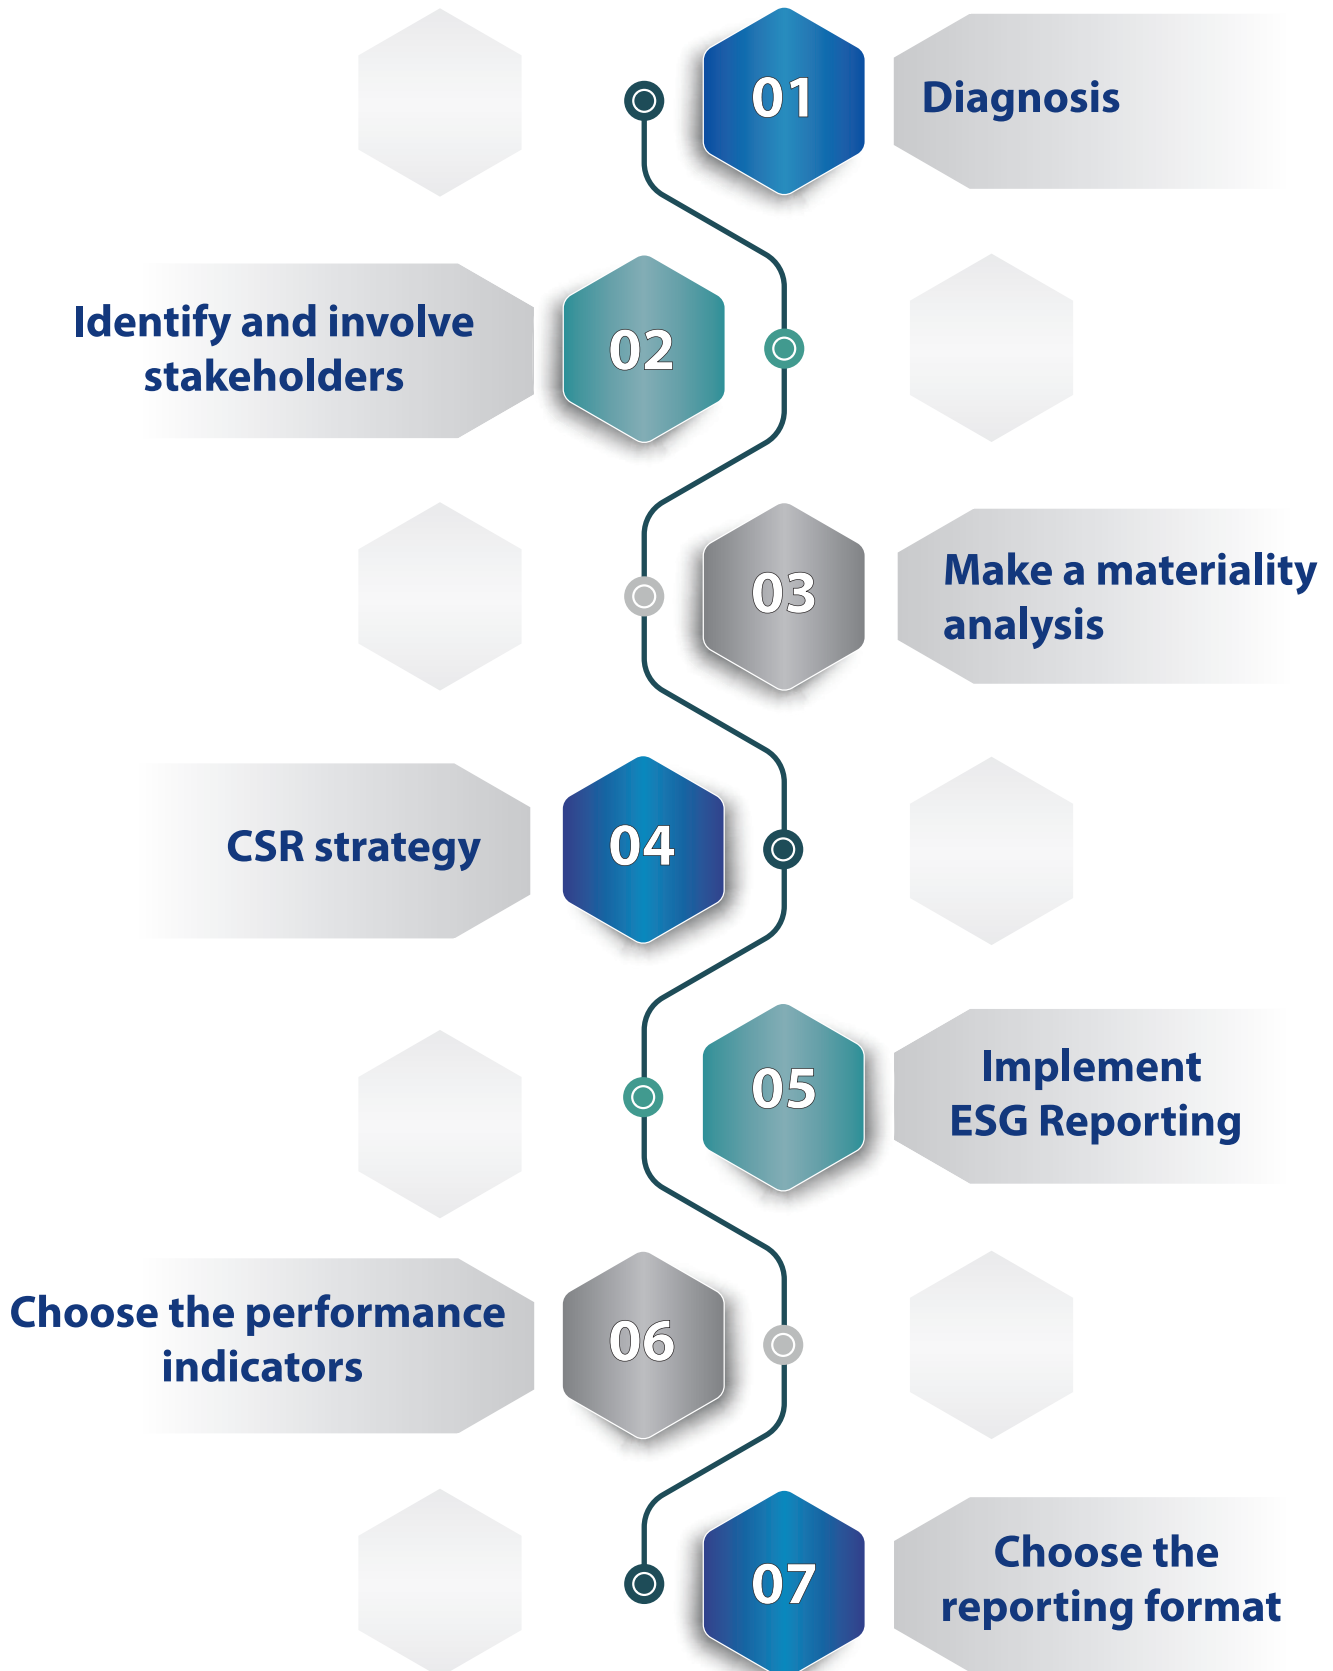 01
Diagnosis
Identify and involve
stakeholders
02
03
Make a materiality
analysis
CSR strategy
04
05
Implement
ESG Reporting
Choose the performance
indicators
06
07
Choose the
reporting format